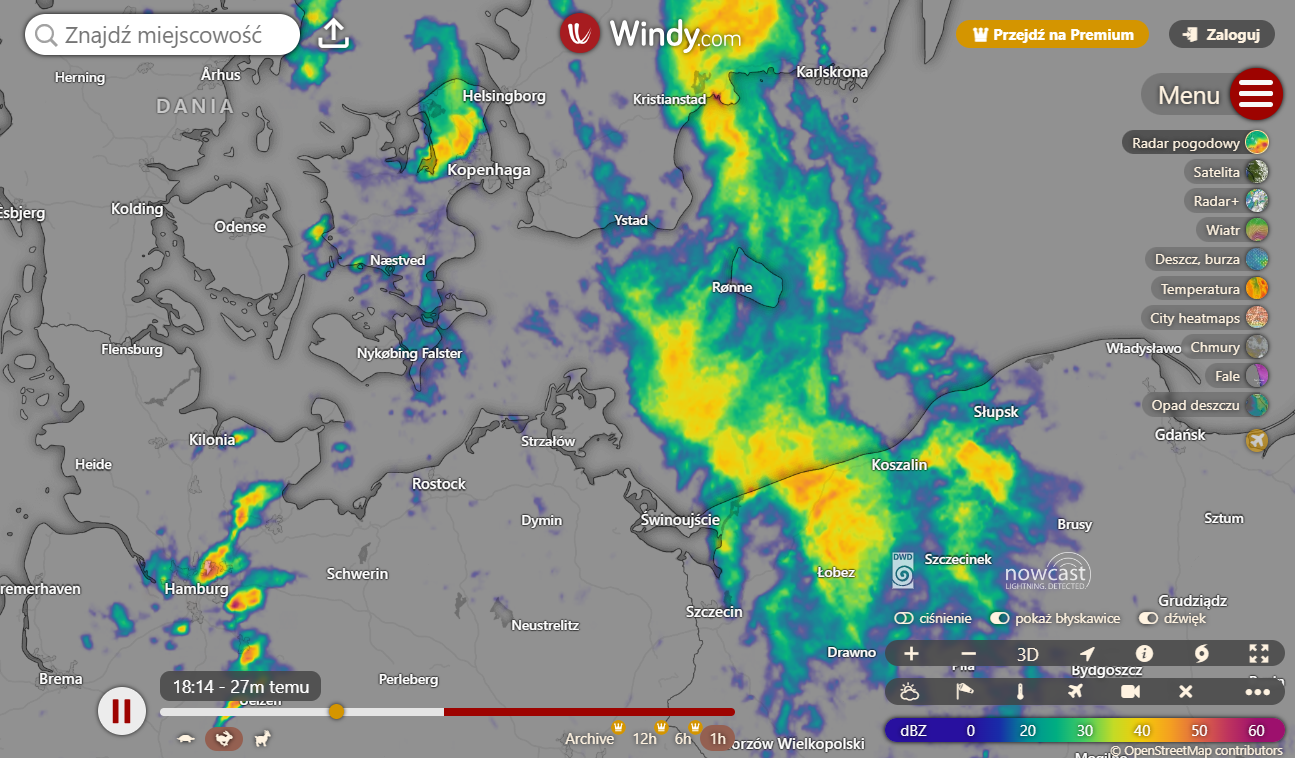 Znajdź miejscowość
Windy.com
Przejdź na Premium
Zaloguj
Herning
Århus
DANIA
Helsingborg
Kristianstad
Karlskrona
Menu
Radar pogodowy
Kopenhaga
Satelita
Radar+
Esbjerg
Kolding
Odense
Ystad
Wiatr
Næstved
Deszcz, burza
Rønne
Temperatura
City heatmaps
Flensburg
Nykøbing Falster
Władysławo
Chmury
Fale
Opad deszczu
Słupsk
Kilonia
Strzałów
Gdańsk
Heide
Koszalin
Rostock
Dymin
Świnoujście
Brusy
Sztum
DWD
Szczecinek
nowcast
LIGHTNING. DETECTED.
Schwerin
Łobez
remerhaven
Hamburg
Grudziądz
Szczecin
ciśnienie
pokaż błyskawice
dźwięk
Neustrelitz
Drawno
3D
Piła
Bydgoszcz
Brema
Perleberg
18:14 - 27m temu
Uelzen
Archive
12h
6h
1h
orzów Wielkopolski
dBZ 0 20 30 40 50 60
© OpenStreetMap contributors